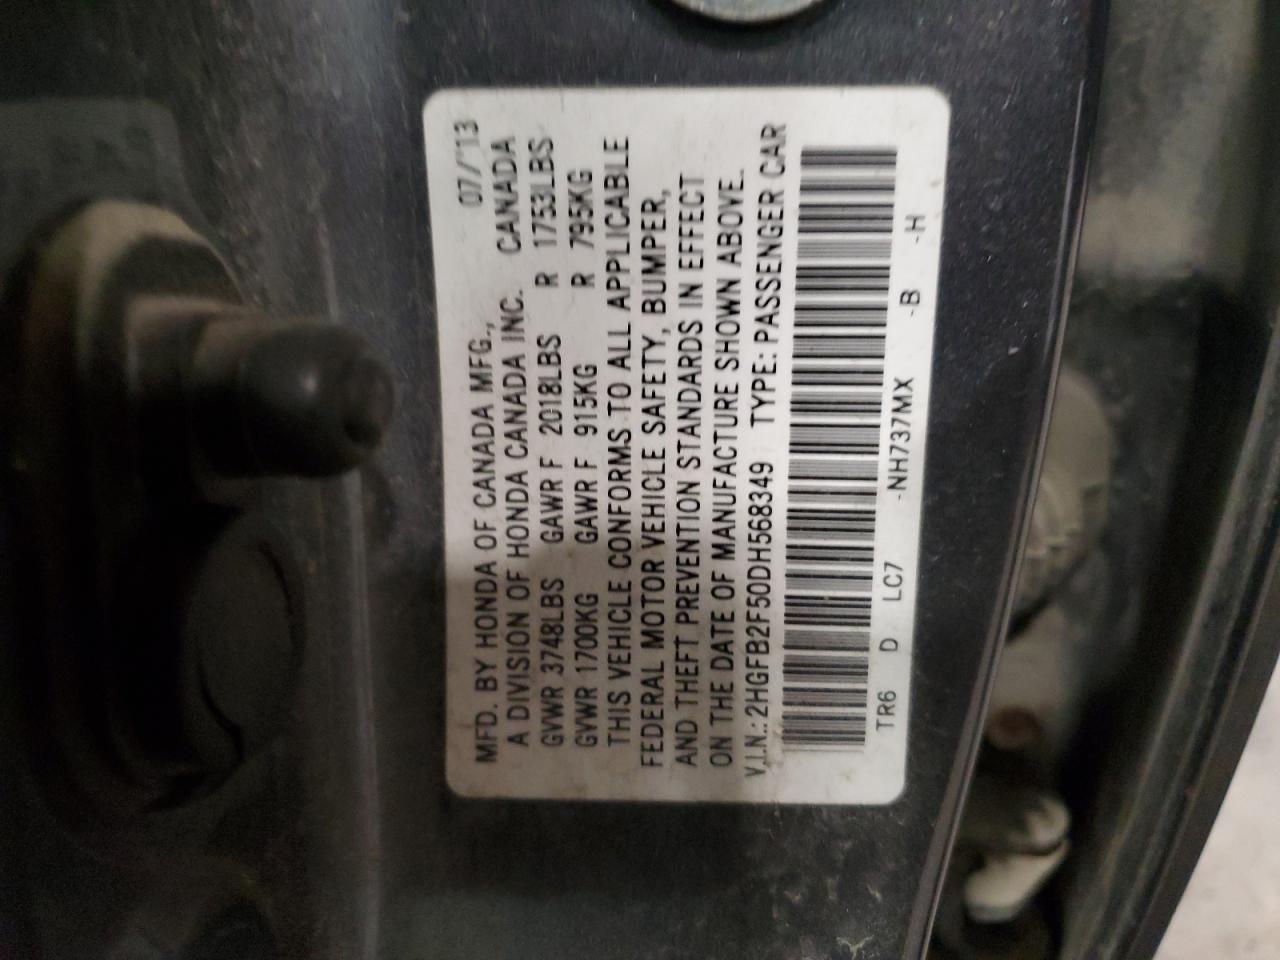 MFD. BY HONDA OF CANADA MFG., 07/'13
A DIVISION OF HONDA CANADA INC. CANADA
GVWR 3748LBS GAWR F 2018LBS R 1753LBS
GVWR 1700KG GAWR F 915KG R 795KG
THIS VEHICLE CONFORMS TO ALL APPLICABLE
FEDERAL MOTOR VEHICLE SAFETY, BUMPER,
AND THEFT PREVENTION STANDARDS IN EFFECT
ON THE DATE OF MANUFACTURE SHOWN ABOVE.
V.I.N.: 2HGFB2F50DH568349 TYPE: PASSENGER CAR
TR6 D LC7 -NH737MX -B -H